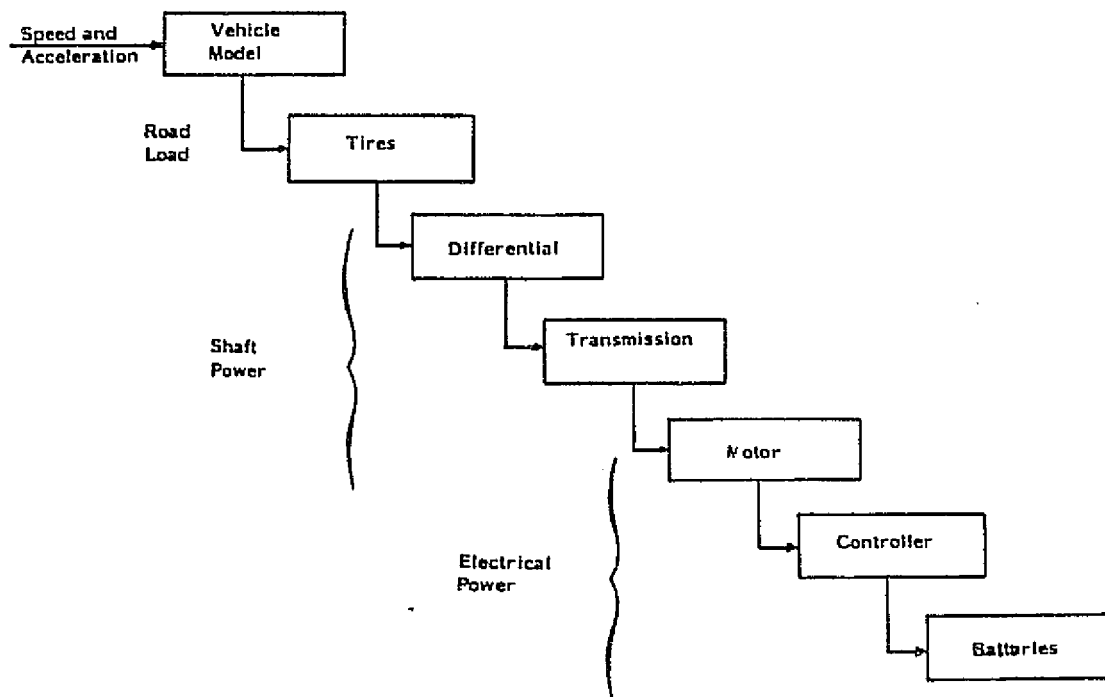 Speed and
Acceleration
Vehicle
Model
Road
Load
Tires
Differential
Shaft
Power
Transmission
Motor
Electrical
Power
Controller
Batteries